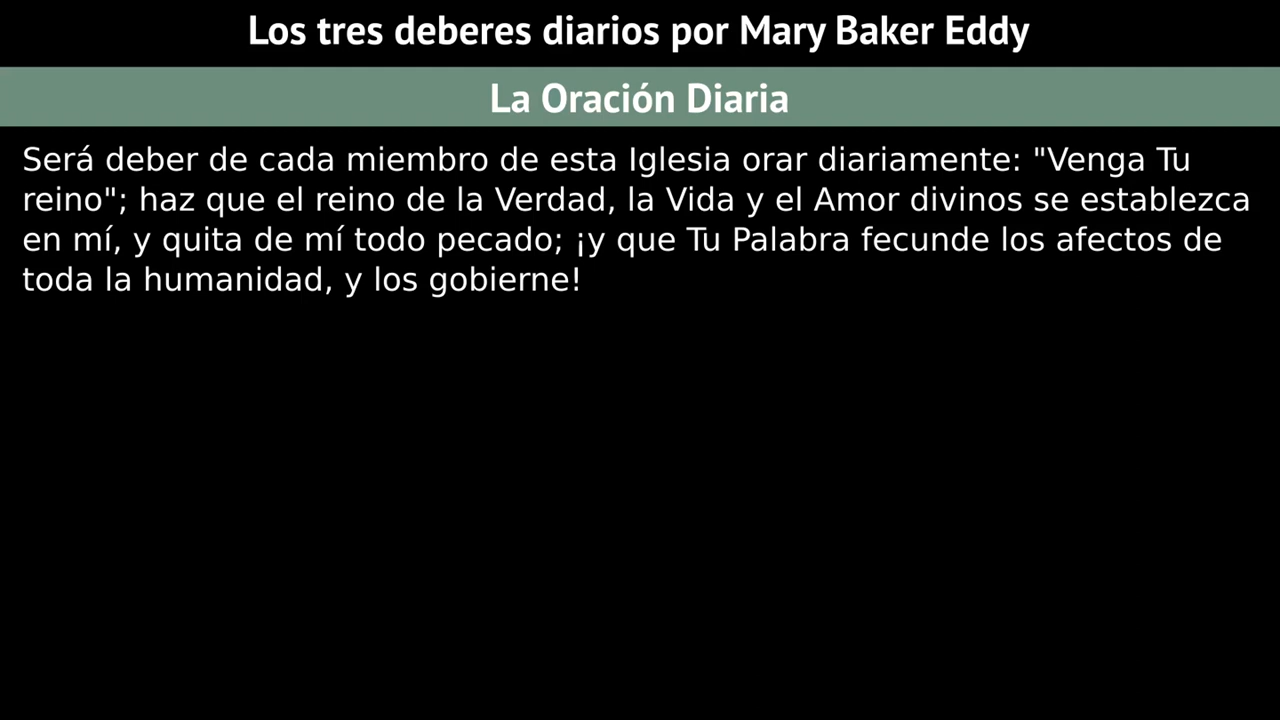 Los tres deberes diarios por Mary Baker Eddy
La Oración Diaria
Será deber de cada miembro de esta Iglesia orar diariamente: "Venga Tu
reino"; haz que el reino de la Verdad, la Vida y el Amor divinos se establezca
en mí, y quita de mí todo pecado; ¡y que Tu Palabra fecunde los afectos de
toda la humanidad, y los gobierne!